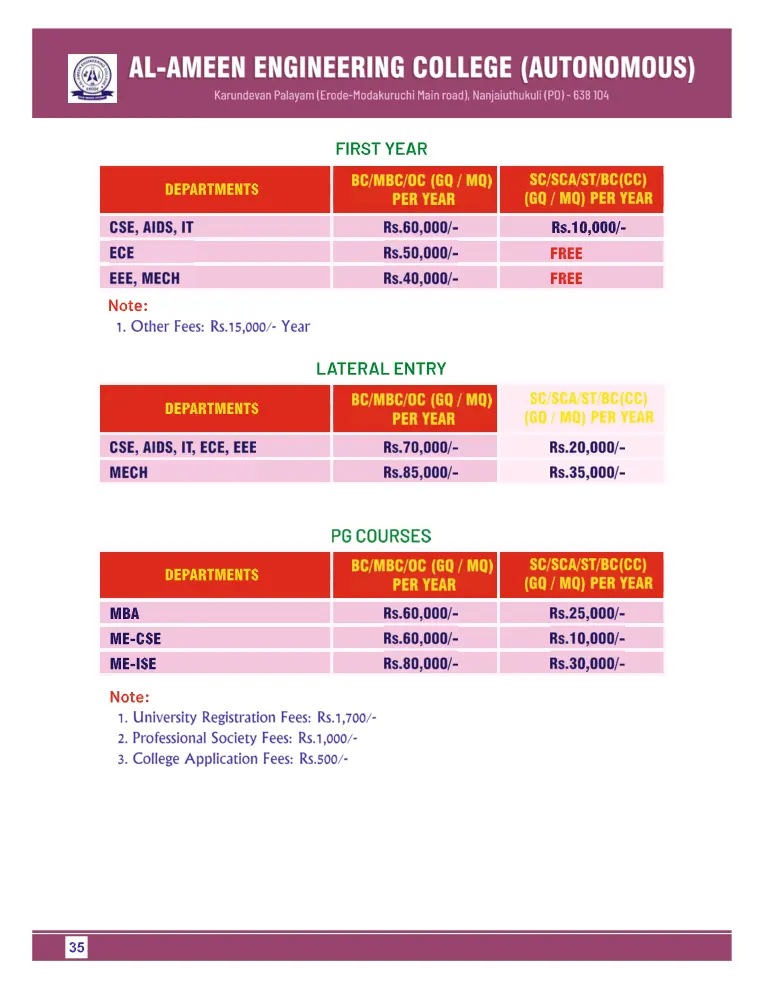 AL-AMEEN ENGINEERING COLLEGE (AUTONOMOUS)
Karundevan Palayam (Erode-Modakuruchi Main road), Nanjaiuthukuli (PO) - 638 104
FIRST YEAR
DEPARTMENTS BC/MBC/OC (GQ / MQ) PER YEAR SC/SCA/ST/BC(CC) (GQ / MQ) PER YEAR
CSE, AIDS, IT Rs.60,000/- Rs.10,000/-
ECE Rs.50,000/- FREE
EEE, MECH Rs.40,000/- FREE
Note:
1. Other Fees: Rs.15,000/- Year
LATERAL ENTRY
DEPARTMENTS BC/MBC/OC (GQ / MQ) PER YEAR SC/SCA/ST/BC(CC) (GQ / MQ) PER YEAR
CSE, AIDS, IT, ECE, EEE Rs.70,000/- Rs.20,000/-
MECH Rs.85,000/- Rs.35,000/-
PG COURSES
DEPARTMENTS BC/MBC/OC (GQ / MQ) PER YEAR SC/SCA/ST/BC(CC) (GQ / MQ) PER YEAR
MBA Rs.60,000/- Rs.25,000/-
ME-CSE Rs.60,000/- Rs.10,000/-
ME-ISE Rs.80,000/- Rs.30,000/-
Note:
1. University Registration Fees: Rs.1,700/-
2. Professional Society Fees: Rs.1,000/-
3. College Application Fees: Rs.500/-
35